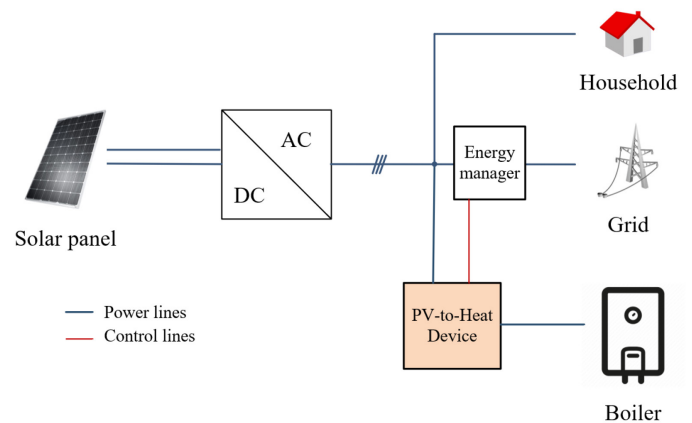 Household
AC
DC
Energy
manager
Solar panel
Grid
Power lines
Control lines
PV-to-Heat
Device
Boiler